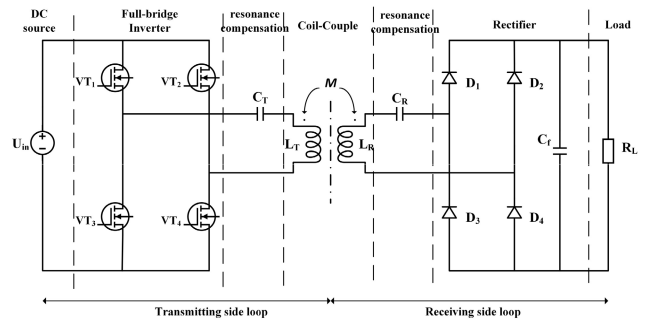 DC
source
Full-bridge
Inverter
resonance
compensation
Coil-Couple
resonance
compensation
Rectifier
Load
VT1
VT2
M
CT
CR
D1
D2
Uin
LT
LR
Cf
RL
VT3
VT4
D3
D4
Transmitting side loop
Receiving side loop